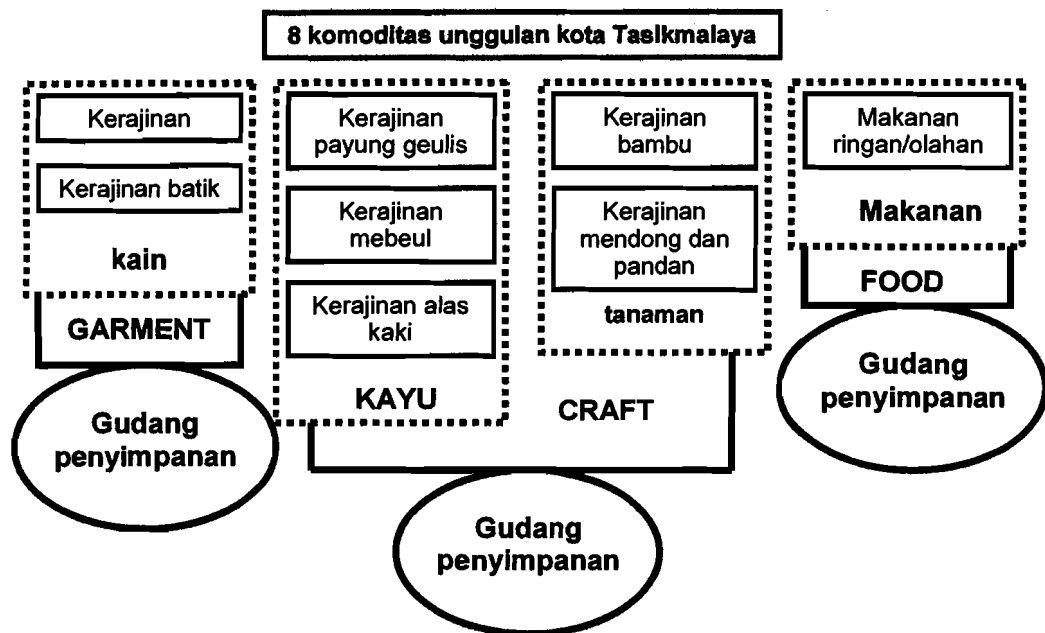 8 komoditas unggulan kota Tasikmalaya
Kerajinan
Kerajinan batik
kain
GARMENT
Gudang
penyimpanan
Kerajinan
payung geulis
Kerajinan
mebeul
Kerajinan alas
kaki
KAYU
Kerajinan
bambu
Kerajinan
mendong dan
pandan
tanaman
CRAFT
Gudang
penyimpanan
Makanan
ringan/olahan
Makanan
FOOD
Gudang
penyimpanan